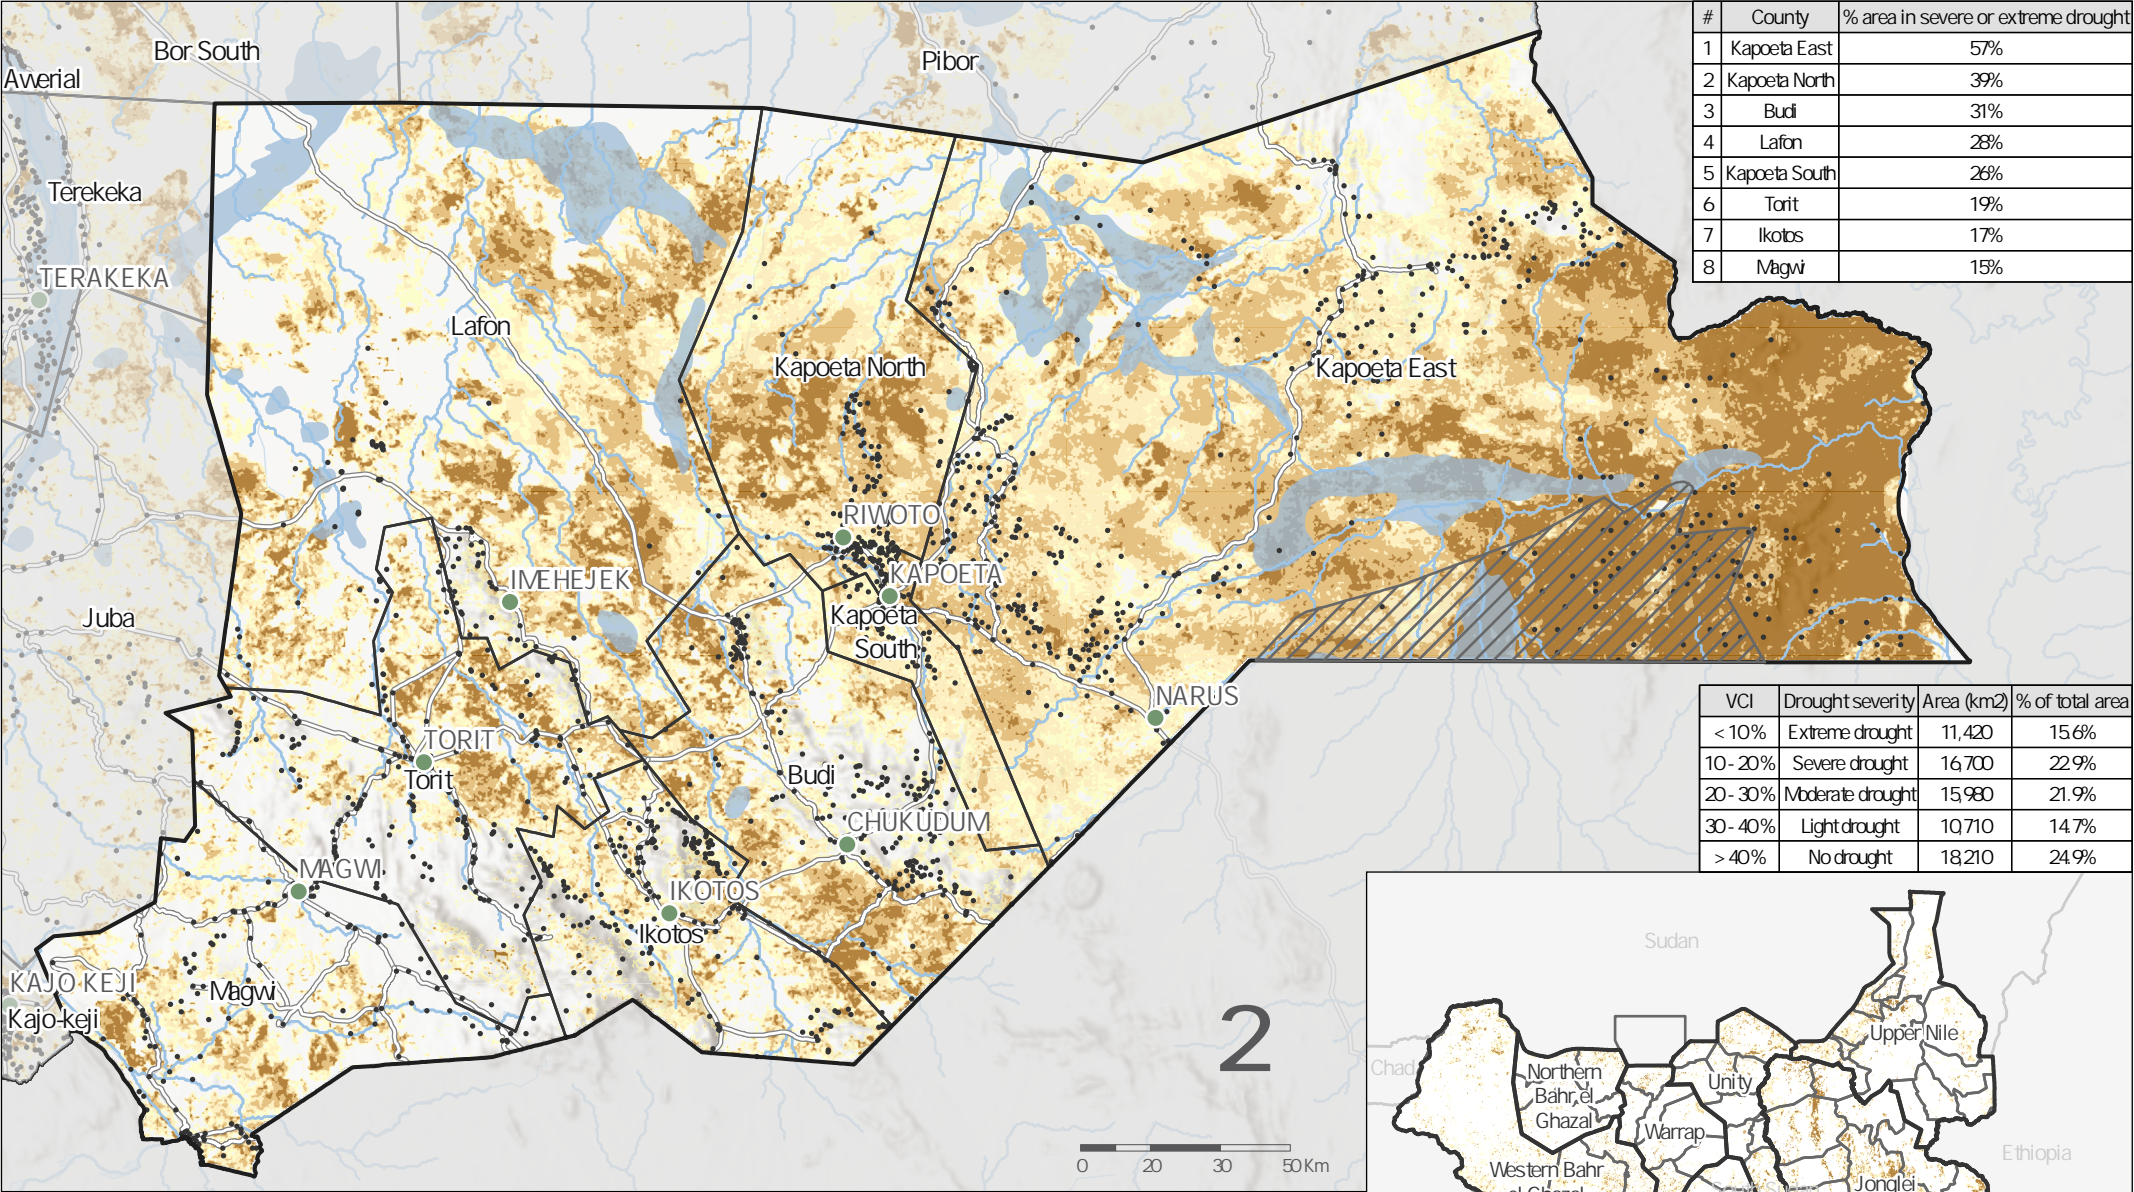 # County % area in severe or extreme drought
1 Kapoeta East 57%
2 Kapoeta North 39%
3 Budi 31%
4 Lafon 28%
5 Kapoeta South 26%
6 Torit 19%
7 Ikotos 17%
8 Magwi 15%
Bor South
Pibor
Awerial
Terekeka
TERAKEKA
Lafon
Kapoeta North
Kapoeta East
RIWOTO
IMEHEJEK
KAPOETA
Kapoeta
South
Juba
NARUS
TORIT
Torit
Budi
CHUKUDUM
MAGWI
IKOTOS
Ikotos
KAJO KEJI
Magwi
Kajo-keji
2
0 20 30 50 Km
VCI Drought severity Area (km2) % of total area
< 10% Extreme drought 11,420 15.6%
10 - 20% Severe drought 16,700 22.9%
20 - 30% Moderate drought 15,980 21.9%
30 - 40% Light drought 10,710 14.7%
> 40% No drought 18,210 24.9%
Sudan
Upper Nile
Chad
Northern
Bahr el
Ghazal
Unity
Warrap
Ethiopia
Western Bahr
el Ghazal
South Sudan
Jonglei